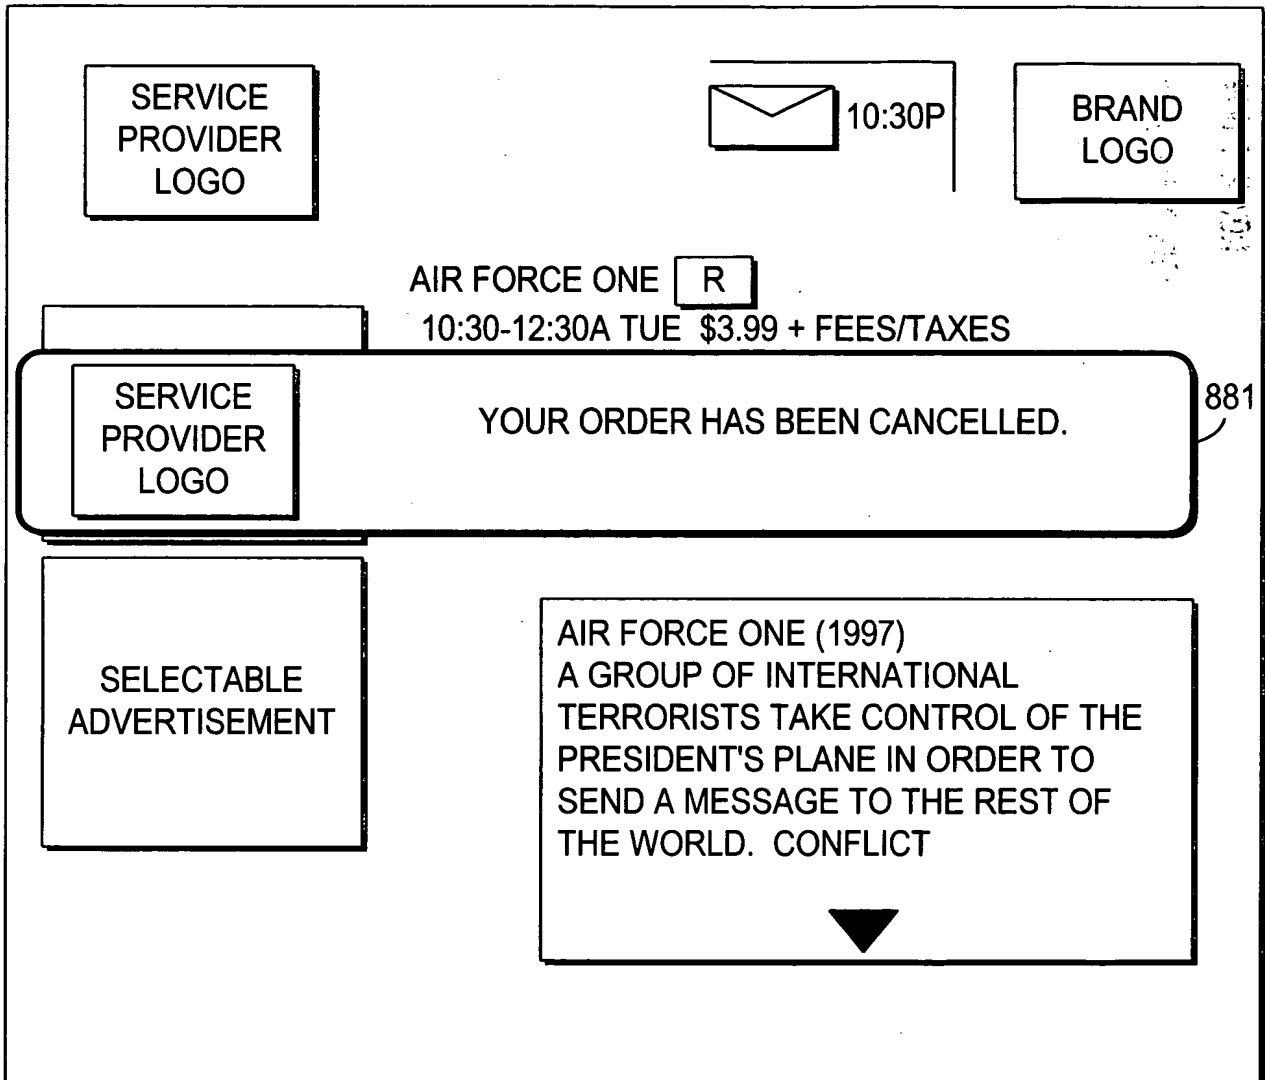 SERVICE
PROVIDER
LOGO
10:30P
BRAND
LOGO
AIR FORCE ONE R
10:30-12:30A TUE $3.99 + FEES/TAXES
SERVICE
PROVIDER
LOGO
YOUR ORDER HAS BEEN CANCELLED.
881
SELECTABLE
ADVERTISEMENT
AIR FORCE ONE (1997)
A GROUP OF INTERNATIONAL
TERRORISTS TAKE CONTROL OF THE
PRESIDENT'S PLANE IN ORDER TO
SEND A MESSAGE TO THE REST OF
THE WORLD. CONFLICT